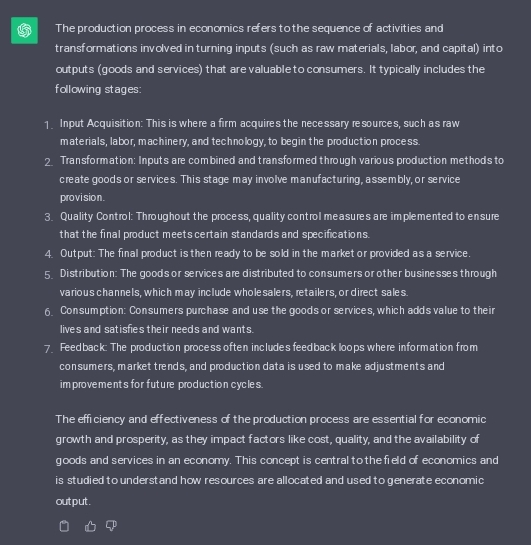 The production process in economics refers to the sequence of activities and
transformations involved in turning inputs (such as raw materials, labor, and capital) into
outputs (goods and services) that are valuable to consumers. It typically includes the
following stages:
1. Input Acquisition: This is where a firm acquires the necessary resources, such as raw
materials, labor, machinery, and technology, to begin the production process.
2. Transformation: Inputs are combined and transformed through various production methods to
create goods or services. This stage may involve manufacturing, assembly, or service
provision.
3. Quality Control: Throughout the process, quality control measures are implemented to ensure
that the final product meets certain standards and specifications.
4. Output: The final product is then ready to be sold in the market or provided as a service.
5. Distribution: The goods or services are distributed to consumers or other businesses through
various channels, which may include wholesalers, retailers, or direct sales.
6. Consumption: Consumers purchase and use the goods or services, which adds value to their
lives and satisfies their needs and wants.
7. Feedback: The production process often includes feedback loops where information from
consumers, market trends, and production data is used to make adjustments and
improvements for future production cycles.
The efficiency and effectiveness of the production process are essential for economic
growth and prosperity, as they impact factors like cost, quality, and the availability of
goods and services in an economy. This concept is central to the field of economics and
is studied to understand how resources are allocated and used to generate economic
output.